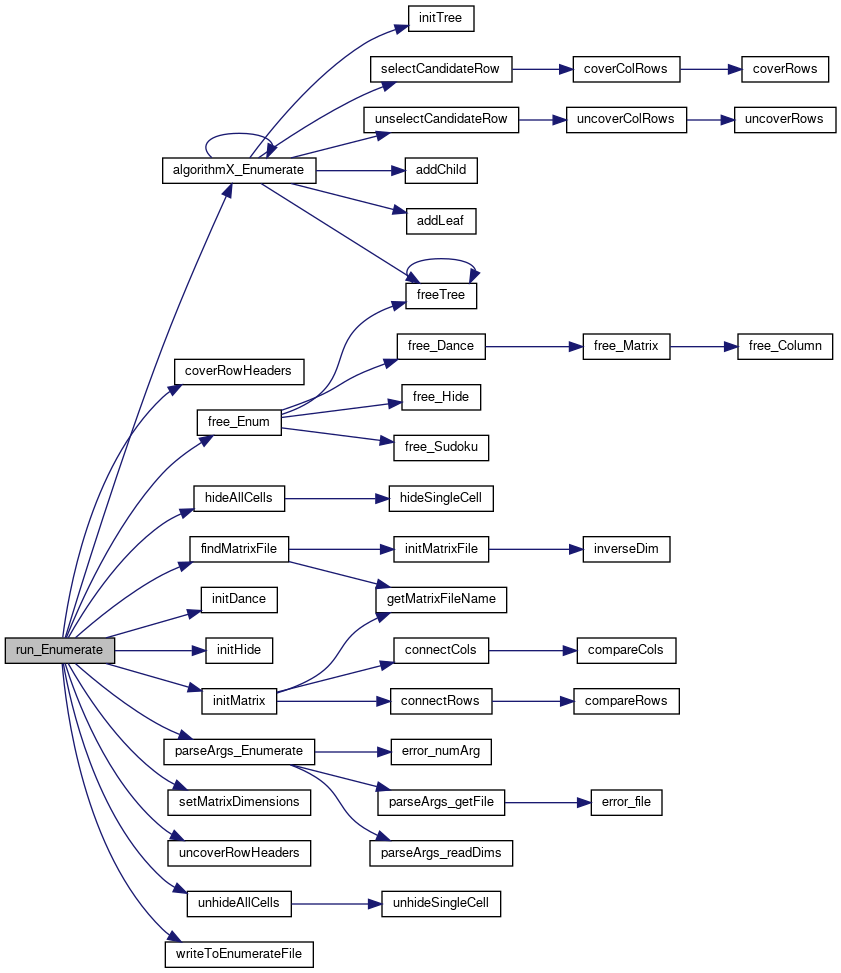 initTree
selectCandidateRow
coverColRows
coverRows
unselectCandidateRow
uncoverColRows
uncoverRows
algorithmX_Enumerate
addChild
addLeaf
freeTree
free_Dance
free_Matrix
free_Column
coverRowHeaders
free_Hide
free_Enum
free_Sudoku
hideAllCells
hideSingleCell
findMatrixFile
initMatrixFile
inverseDim
initDance
getMatrixFileName
run_Enumerate
initHide
connectCols
compareCols
initMatrix
connectRows
compareRows
parseArgs_Enumerate
error_numArg
setMatrixDimensions
parseArgs_getFile
error_file
uncoverRowHeaders
parseArgs_readDims
unhideAllCells
unhideSingleCell
writeToEnumerateFile